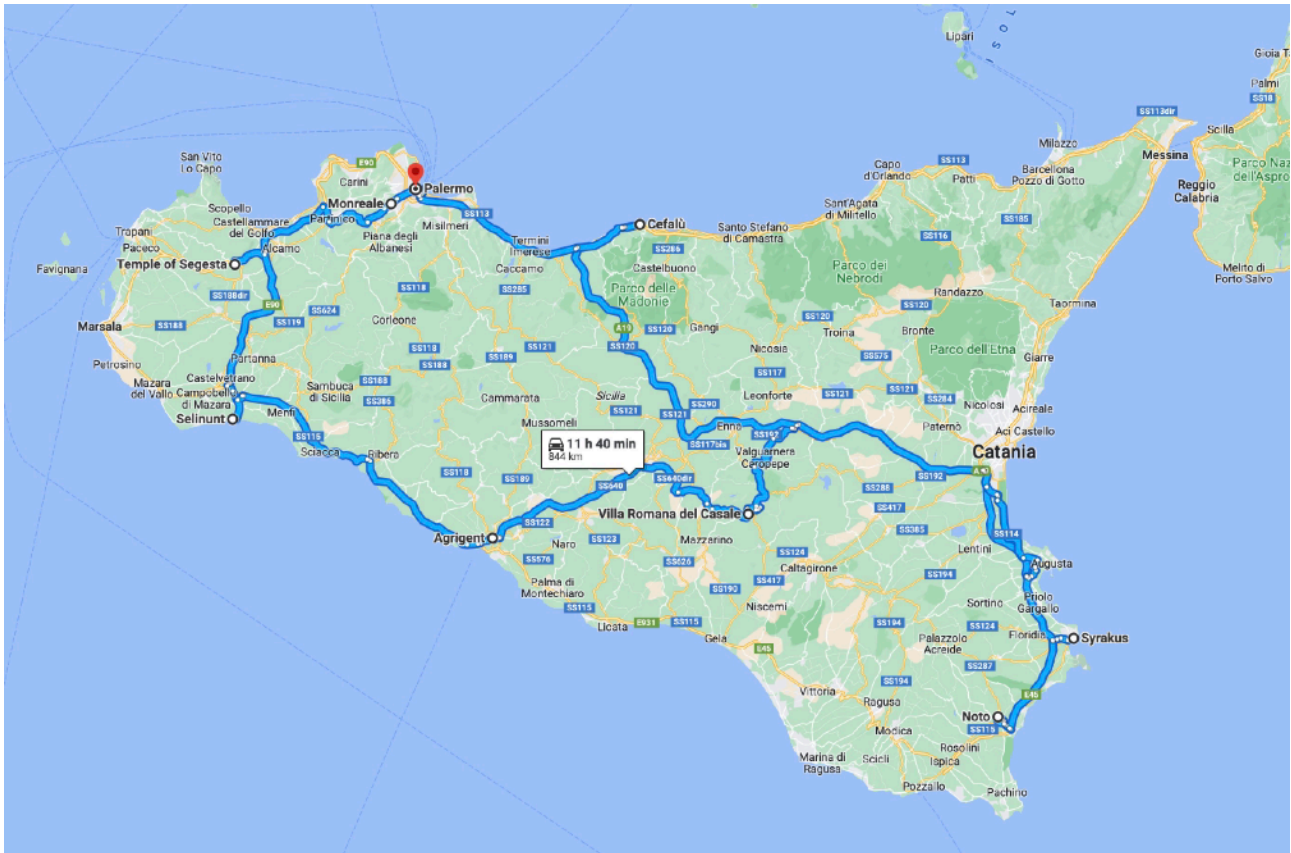 Lipari
I S O L
Gioia Ta
Palmi
SS18
SS113dir
Scilla
Milazzo
Messina
Parco Naz
dell'Aspro
Reggio
Calabria
Barcellona
Pozzo di Gotto
SS113
Capo
d'Orlando
Patti
San Vito
Lo Capo
E90
Carini
Palermo
Monreale
Scopello
Castellammare
del Golfo
Partinico
Misilmeri
SS113
Cefalù
Sant'Agata
di Militello
SS185
Santo Stefano
di Camastra
Trapani
Paceco
Alcamo
Piana degli
Albanesi
Termini
Imerese
SS286
SS116
Favignana
Temple of Segesta
Caccamo
Castelbuono
Parco dei
Nebrodi
Melito di
Porto Salvo
SS188dir
SS118
SS285
Parco delle
Madonie
Randazzo
E90
SS119
SS624
Corleone
SS120
Taormina
Marsala
SS188
A19
SS120
Gangi
SS120
Troina
Bronte
SS120
SS118
SS121
Parco dell'Etna
Petrosino
Partanna
SS188
SS189
Nicosia
SS575
Giarre
Mazara
del Vallo
Castelvetrano
Campobello
di Mazara
Sambuca
di Sicilia
SS188
SS386
Cammarata
SS117
Sicilia
SS121
SS290
Leonforte
SS121
SS121
SS284
Nicolosi
Acireale
Selinunt
Menfi
Mussomeli
SS121
Enna
SS192
Paternò
Aci Castello
SS115
Sciacca
Ribera
11 h 40 min
844 km
SS117bis
Valguarnera
Caropepe
Catania
SS118
SS189
SS640
SS640dir
SS192
SS288
SS417
Villa Romana del Casale
SS122
SS385
Agrigent
SS114
Naro
SS123
Mazzarino
SS124
Lentini
Augusta
SS576
SS626
Caltagirone
SS194
Palma di
Montechiaro
SS190
SS417
Priolo
Gargallo
Sortino
SS115
Niscemi
Licata
E931
SS115
Gela
SS194
SS124
Floridia
Syrakus
E45
Palazzolo
Acreide
SS287
Vittoria
SS194
E45
Ragusa
Noto
SS115
Modica
Rosolini
Marina di
Ragusa
Scicli
Ispica
Pozzallo
Pachino